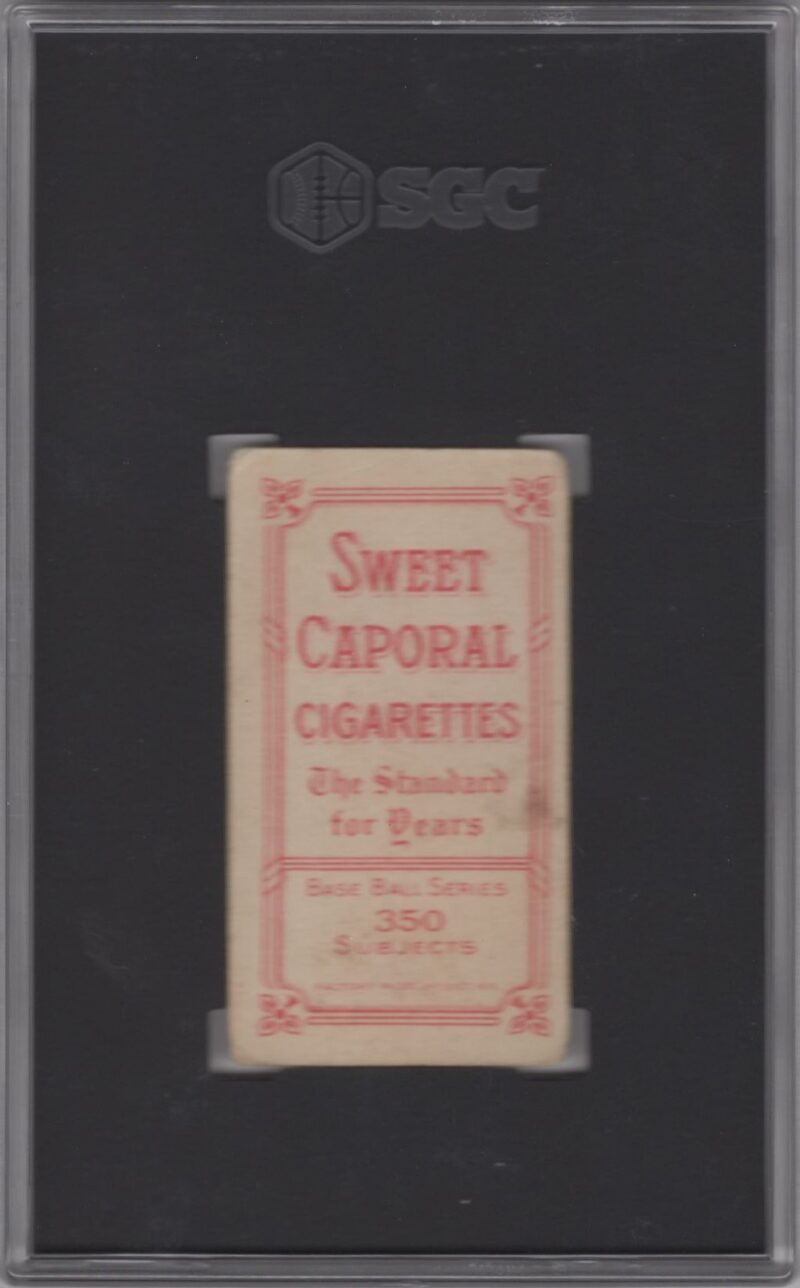 SGC
SWEET
CAPORAL
CIGARETTES
The Standard
for Years
BASE BALL SERIES
350
SUBJECTS